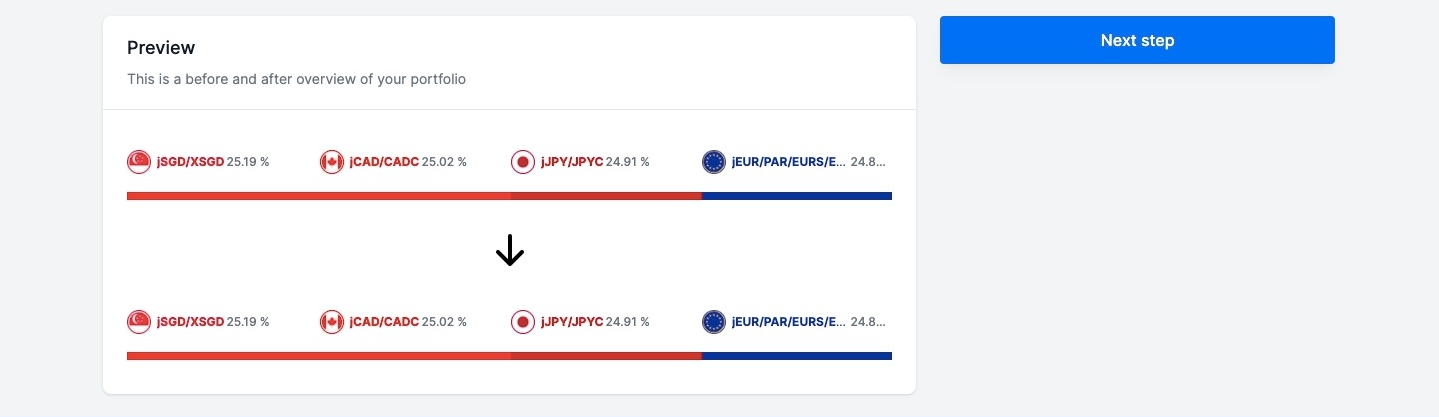 Preview
Next step
This is a before and after overview of your portfolio
jSGD/XSGD 25.19 % jCAD/CADC 25.02 % jJPY/JPYC 24.91 % jEUR/PAR/EURS/E... 24.8...
jSGD/XSGD 25.19 % jCAD/CADC 25.02 % jJPY/JPYC 24.91 % jEUR/PAR/EURS/E... 24.8...